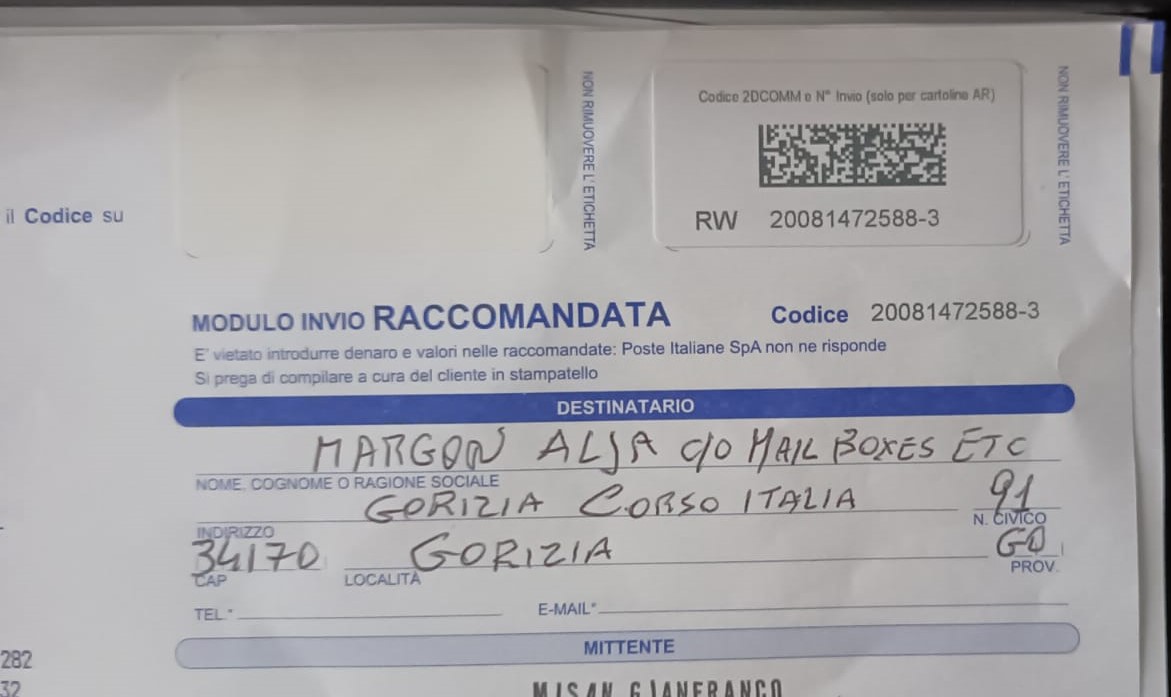 NON RIMUOVERE L'ETICHETTA
Codice 2DCOMM o N° Invio (solo per cartoline AR)
NON RIMUOVERE L'ETICHETTA
RW 20081472588-3
il Codice su
MODULO INVIO RACCOMANDATA Codice 20081472588-3
E' vietato introdurre denaro e valori nelle raccomandate: Poste Italiane SpA non ne risponde
Si prega di compilare a cura del cliente in stampatello
DESTINATARIO
MARGON ALJA c/o MAIL BOXES ETC
NOME, COGNOME O RAGIONE SOCIALE
GORIZIA CORSO ITALIA 91
INDIRIZZO N. CIVICO
34170 GORIZIA GO
CAP LOCALITÀ PROV.
TEL.* E-MAIL*
MITTENTE
282
32 MISAN GIANFRANCO